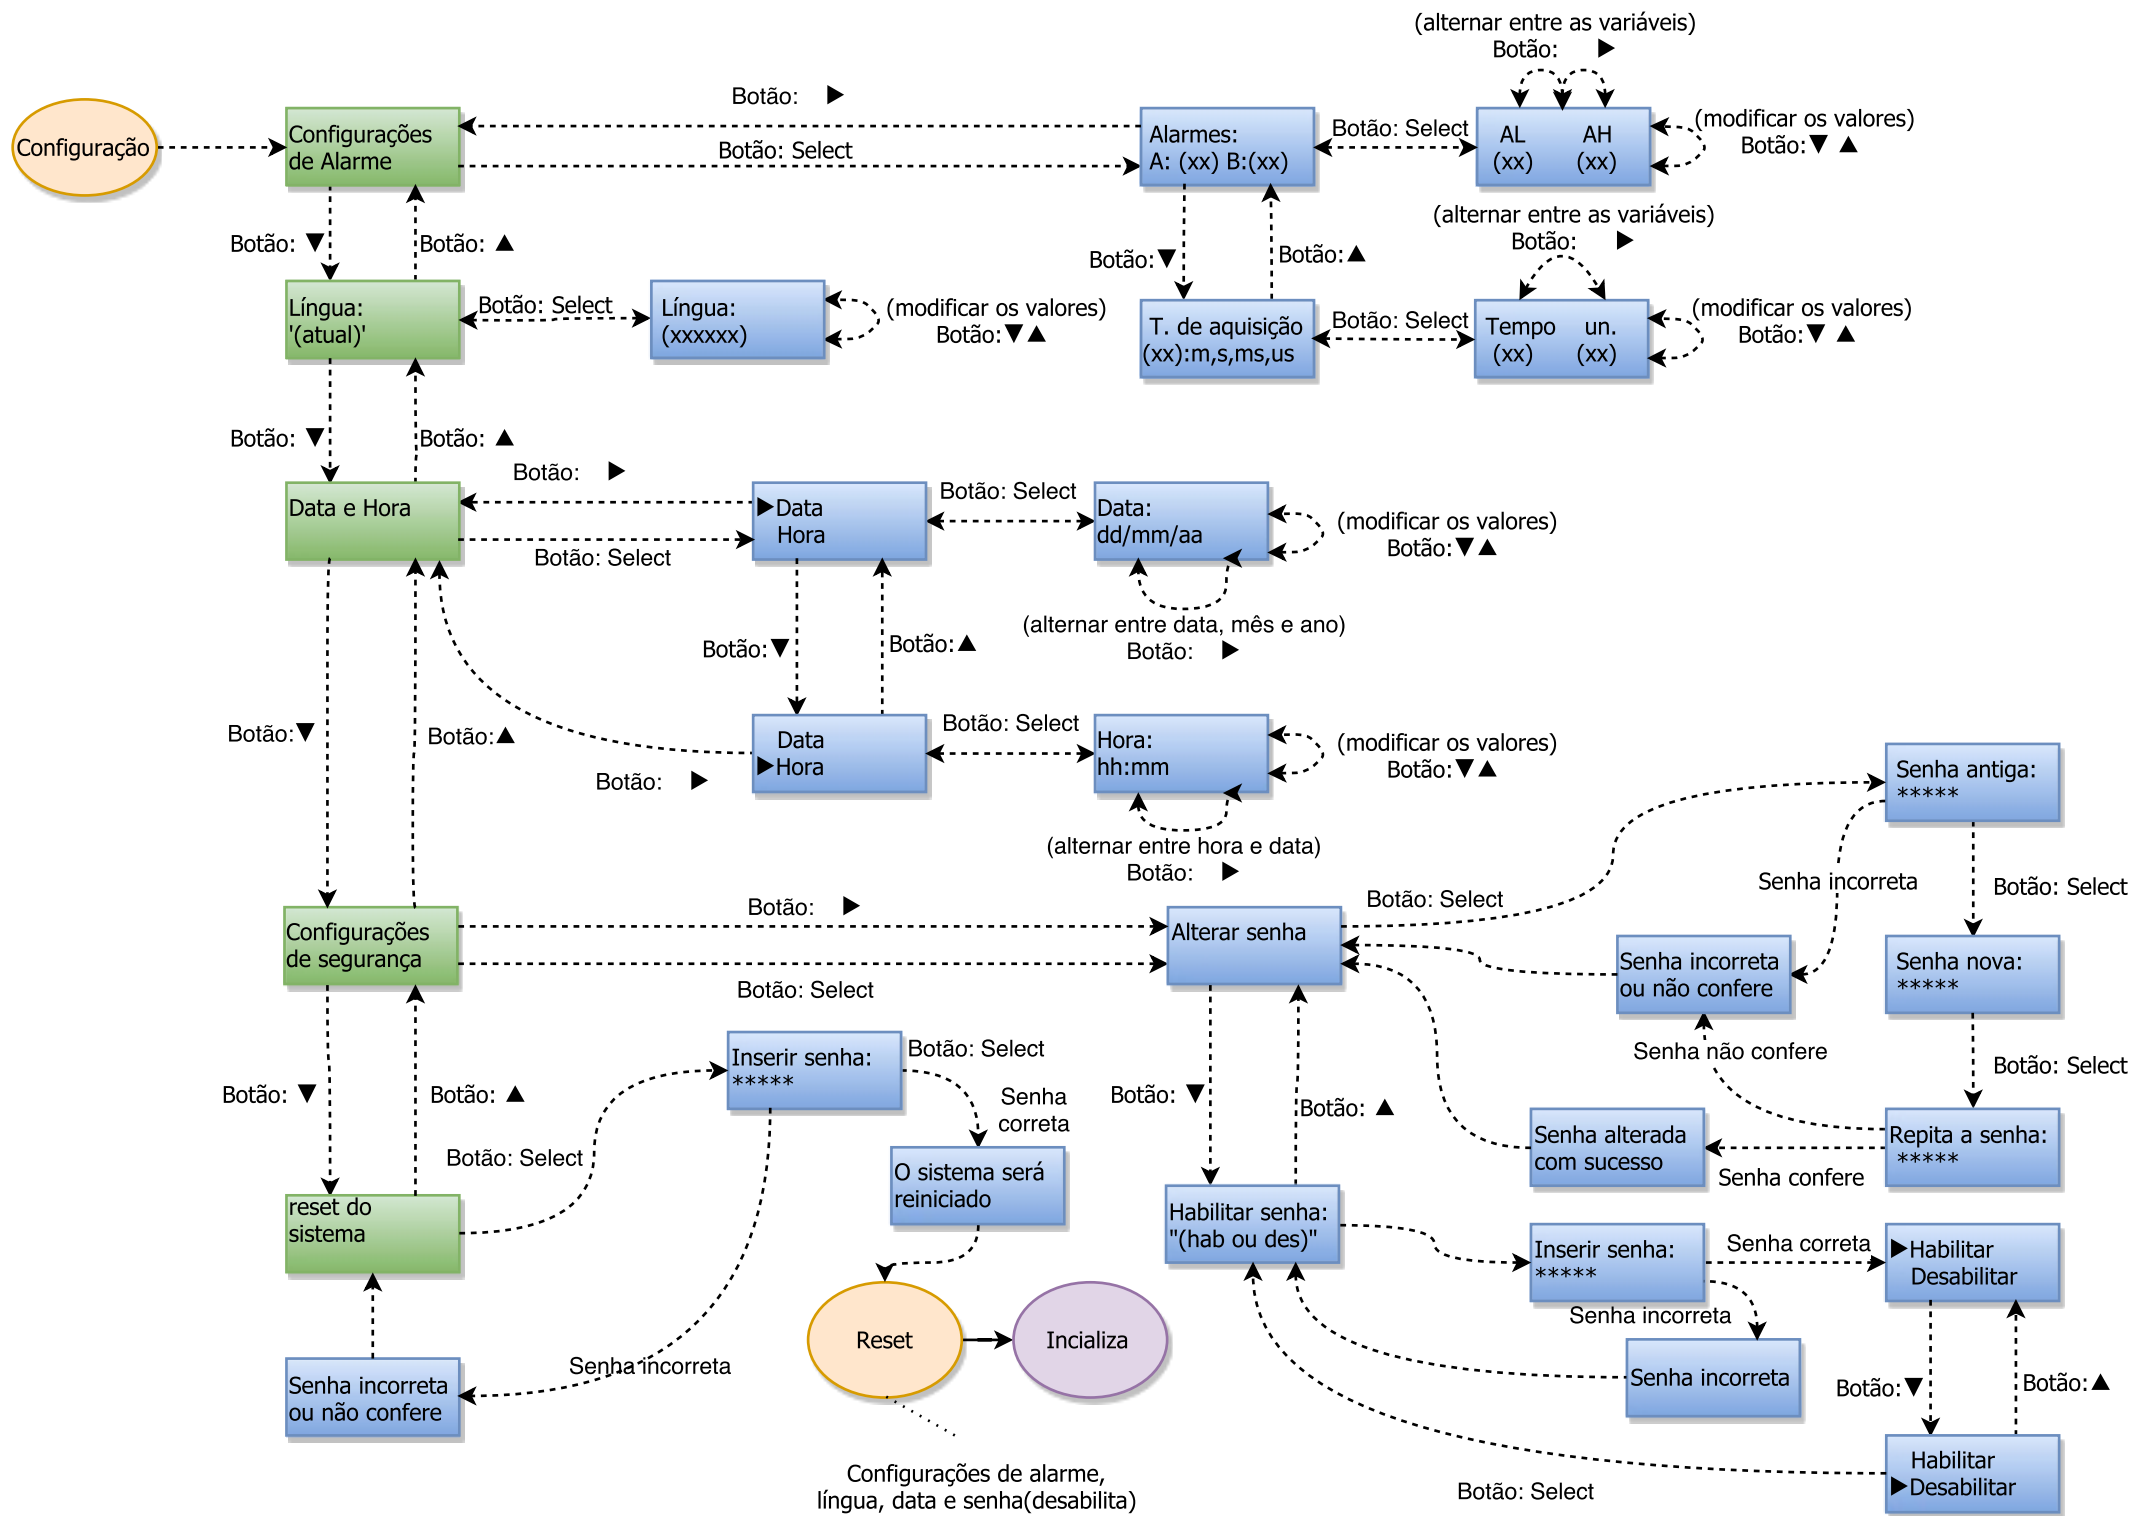 (alternar entre as variáveis)
Botão: ▶
Configuração
Configurações
de Alarme
Botão: ▶
Botão: Select
Alarmes:
A: (xx) B:(xx)
Botão: Select
AL AH
(xx) (xx)
(modificar os valores)
Botão:▼ ▲
Botão: ▼
Botão: ▲
Botão:▼
Botão:▲
(alternar entre as variáveis)
Botão: ▶
Língua:
'(atual)'
Botão: Select
Língua:
(xxxxxx)
(modificar os valores)
Botão:▼▲
T. de aquisição
(xx):m,s,ms,us
Botão: Select
Tempo un.
(xx) (xx)
(modificar os valores)
Botão:▼ ▲
Botão: ▼
Botão: ▲
Data e Hora
Botão: ▶
Botão: Select
▶Data
Hora
Botão: Select
Data:
dd/mm/aa
(modificar os valores)
Botão:▼▲
(alternar entre data, mês e ano)
Botão: ▶
Botão:▼
Botão:▲
Botão:▼
Botão:▲
Data
▶Hora
Botão: ▶
Botão: Select
Hora:
hh:mm
(modificar os valores)
Botão:▼▲
(alternar entre hora e data)
Botão: ▶
Senha antiga:
*****
Configurações
de segurança
Botão: ▶
Botão: Select
Alterar senha
Botão: Select
Senha incorreta
Botão: Select
Senha incorreta
ou não confere
Senha nova:
*****
Senha não confere
Botão: Select
Botão: ▼
Botão: ▲
Botão: Select
Inserir senha:
*****
Botão: Select
Senha
correta
Botão: ▼
Botão: ▲
Senha alterada
com sucesso
Repita a senha:
*****
Senha confere
reset do
sistema
O sistema será
reiniciado
Habilitar senha:
"(hab ou des)"
Inserir senha:
*****
Senha correta
▶Habilitar
Desabilitar
Senha incorreta
Senha incorreta
Botão:▼
Botão:▲
Senha incorreta
ou não confere
Senha incorreta
Reset
Incializa
Configurações de alarme,
língua, data e senha(desabilita)
Botão: Select
Habilitar
▶Desabilitar